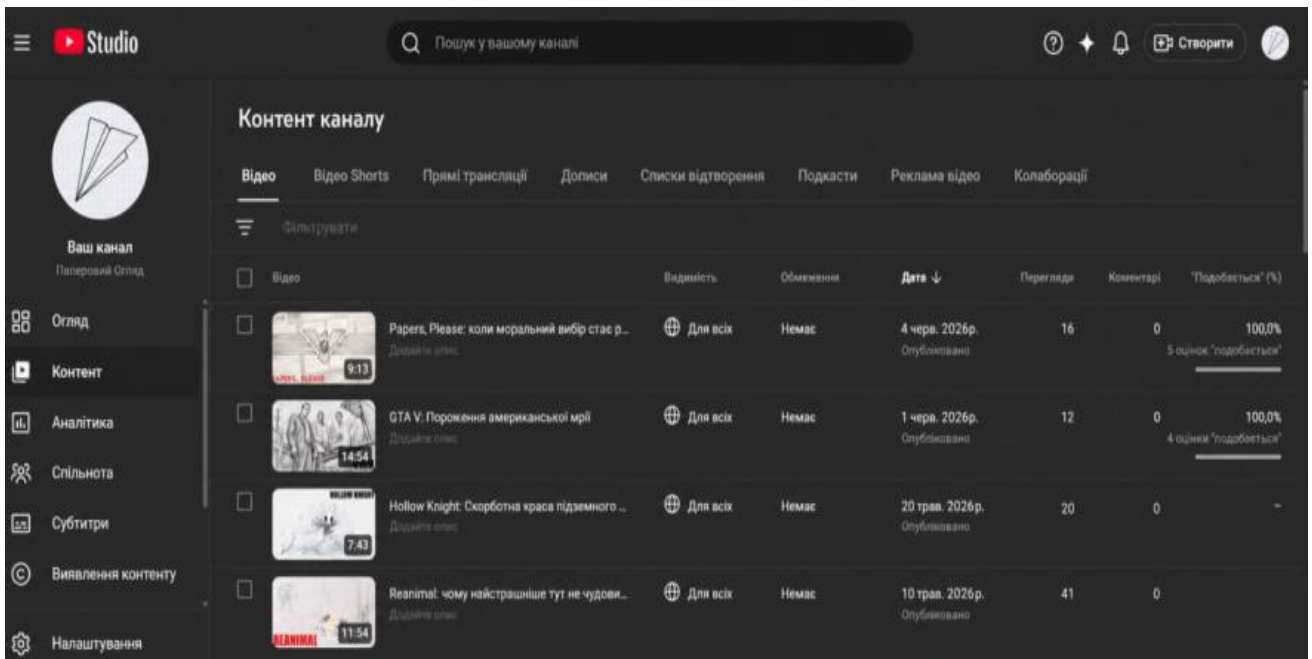 Studio
Пошук у вашому каналі
Створити
Контент каналу
Відео Відео Shorts Прямі трансляції Дописи Списки відтворення Подкасти Реклама відео Колаборації
Фільтрувати
Ваш канал
Паперовий Огляд
Огляд
Контент
Аналітика
Спільнота
Субтитри
Виявлення контенту
Налаштування
Відео Видимість Обмеження Дата ↓ Перегляди Коментарі "Подобається" (%)
Papers, Please: коли моральний вибір стає р... Для всіх Немає 4 черв. 2026р. 16 0 100,0%
Додайте опис Опубліковано 5 оцінок "подобається"
PAPERS, PLEASE 9:13
GTA V: Породження американської мрії Для всіх Немає 1 черв. 2026р. 12 0 100,0%
Додайте опис Опубліковано 4 оцінки "подобається"
14:54
HOLLOW KNIGHT
Hollow Knight: Скорботна краса підземного ... Для всіх Немає 20 трав. 2026р. 20 0 –
Додайте опис Опубліковано
7:43
Reanimal: чому найстрашніше тут не чудови... Для всіх Немає 10 трав. 2026р. 41 0
Додайте опис Опубліковано
REANIMAL 11:54